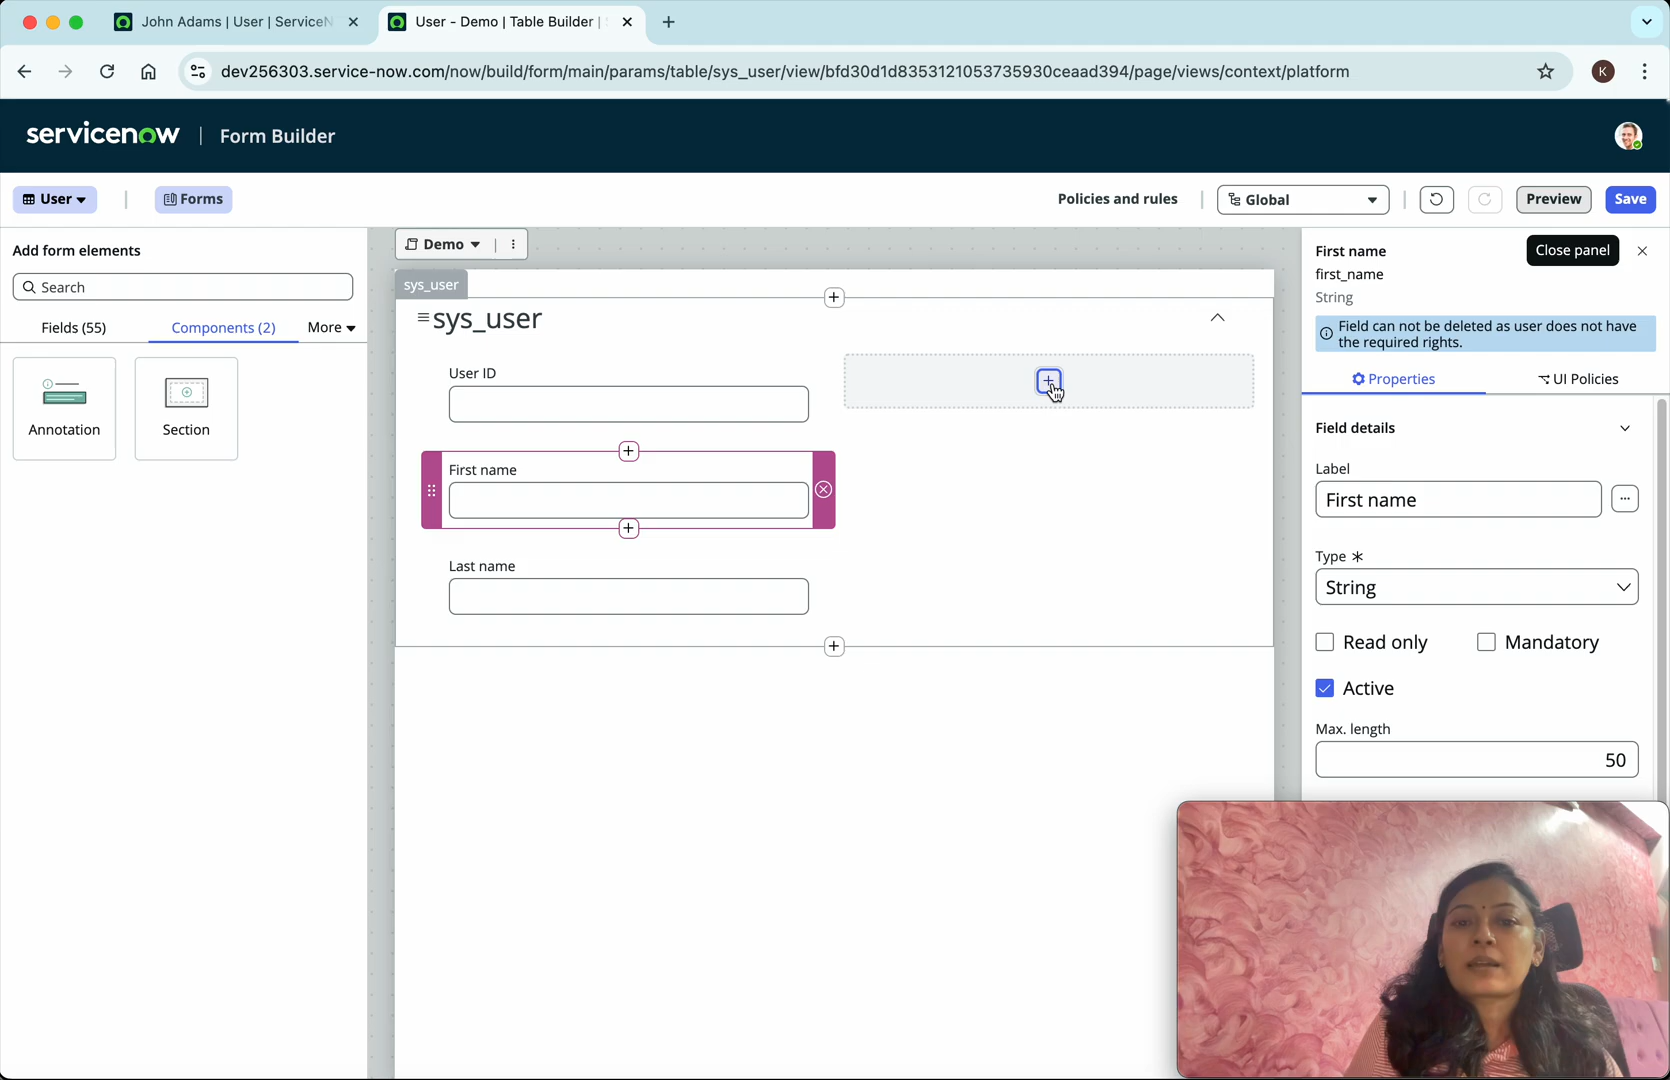 John Adams | User | ServiceN
User - Demo | Table Builder |
dev256303.service-now.com/now/build/form/main/params/table/sys_user/view/bfd30d1d8353121053735930ceaad394/page/views/context/platform
K
servicenow | Form Builder
User
Forms
Policies and rules
Global
Preview
Save
Add form elements
Search
Fields (55)
Components (2)
More
Annotation
Section
Demo
sys_user
sys_user
User ID
First name
Last name
First name
Close panel
first_name
String
Field can not be deleted as user does not have
the required rights.
Properties
UI Policies
Field details
Label
First name
Type
String
Read only
Mandatory
Active
Max. length
50